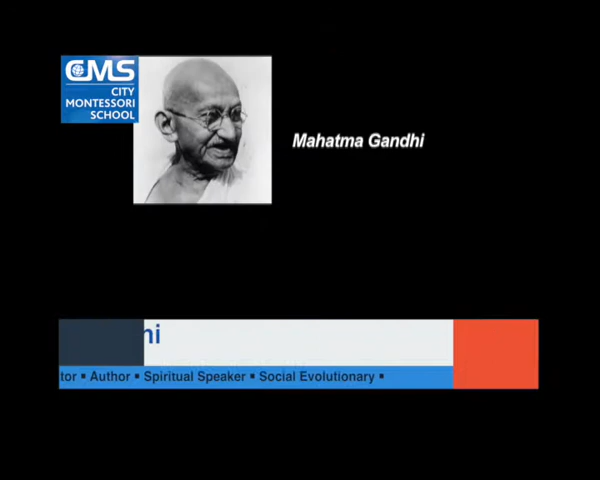 CMS
CITY
MONTESSORI
SCHOOL
Mahatma Gandhi
hi
tor ▪ Author ▪ Spiritual Speaker ▪ Social Evolutionary ▪